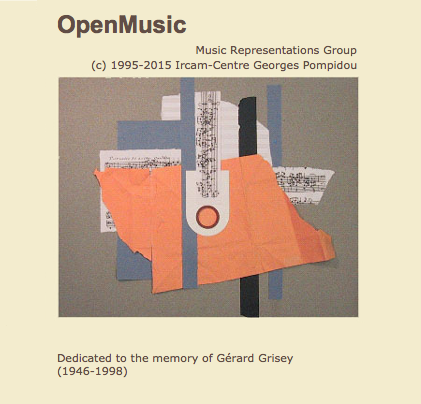 OpenMusic
Music Representations Group
(c) 1995-2015 Ircam-Centre Georges Pompidou
Dedicated to the memory of Gérard Grisey
(1946-1998)